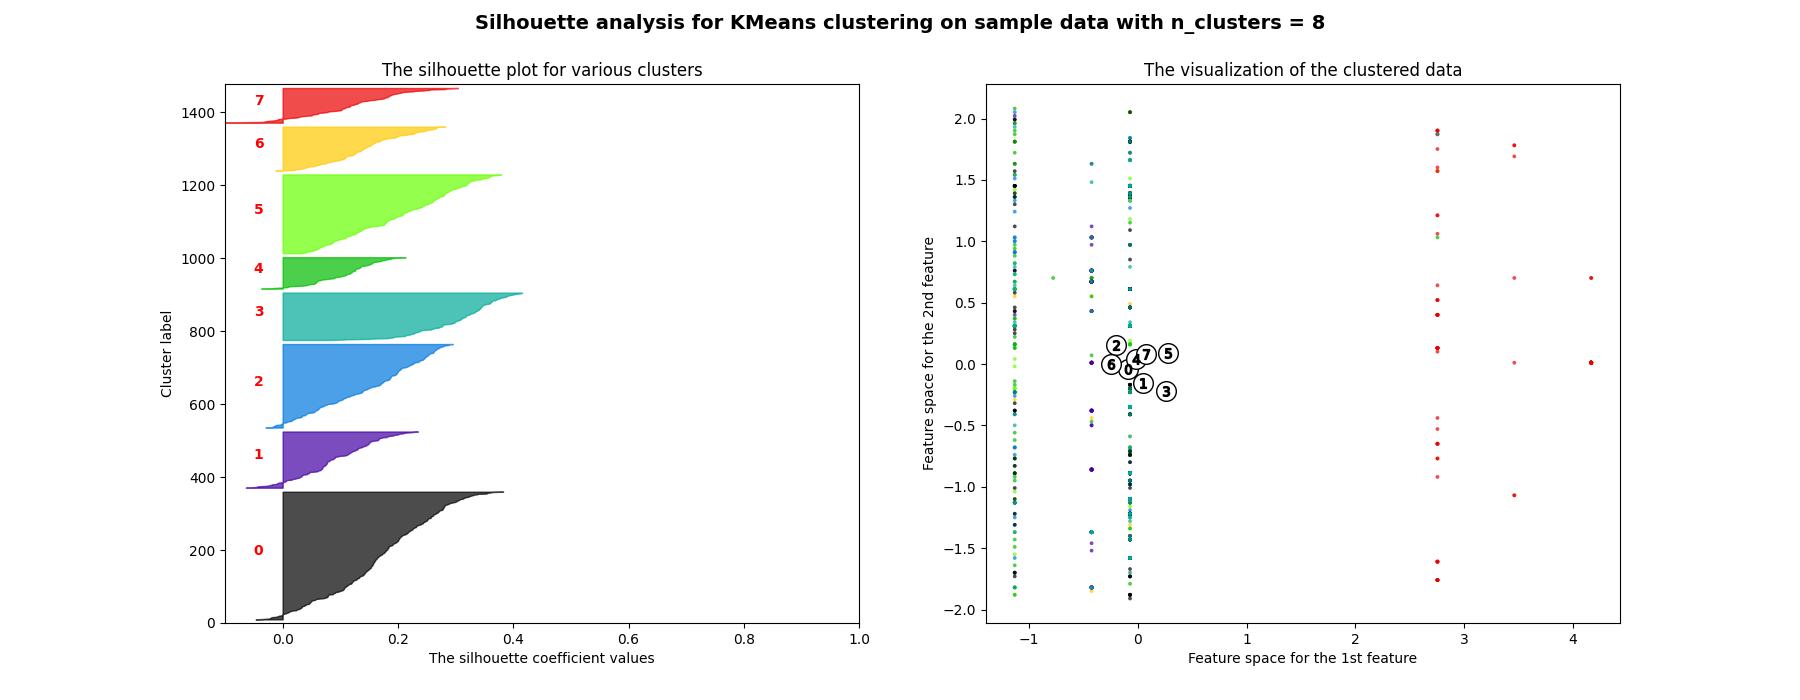 Silhouette analysis for KMeans clustering on sample data with n_clusters = 8
The silhouette plot for various clusters
Cluster label
1400
1200
1000
800
600
400
200
0
7
6
5
4
3
2
1
0
0.0 0.2 0.4 0.6 0.8 1.0
The silhouette coefficient values
The visualization of the clustered data
Feature space for the 2nd feature
2.0
1.5
1.0
0.5
0.0
−0.5
−1.0
−1.5
−2.0
2
4 7 5
6 0
1 3
−1 0 1 2 3 4
Feature space for the 1st feature